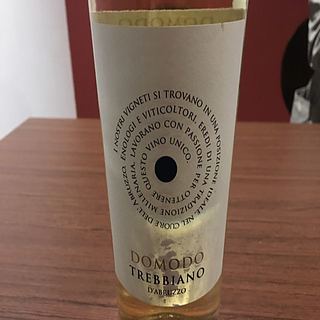 I NOSTRI VIGNETI SI TROVANO IN UNA POSIZIONE IDEALE NEL CUORE DELL'ABRUZZO. ENOLOGI E VITICOLTORI, EREDI DI UNA TRADIZIONE MILLENARIA, LAVORANO CON PASSIONE PER OTTENERE QUESTO VINO UNICO.
DOMODO
TREBBIANO
D'ABRUZZO